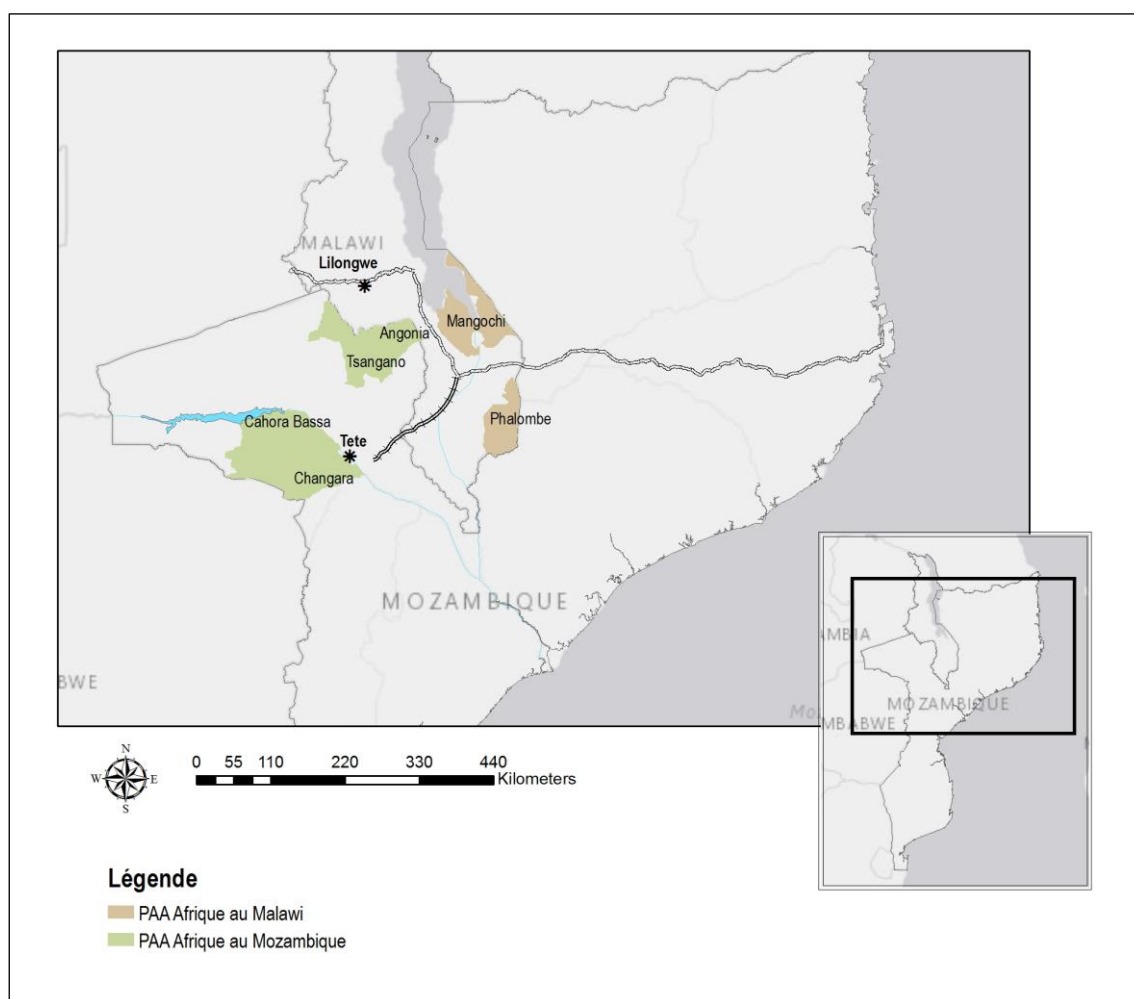 MALAWI
Lilongwe
Mangochi
Angonia
Tsangano
Phalombe
Cahora Bassa
Tete
Changara
MOZAMBIQUE
BWE
AMBIA
MOZAMBIQUE
MBABWE
N
W E
S
0 55 110 220 330 440
Kilometers
Légende
PAA Afrique au Malawi
PAA Afrique au Mozambique